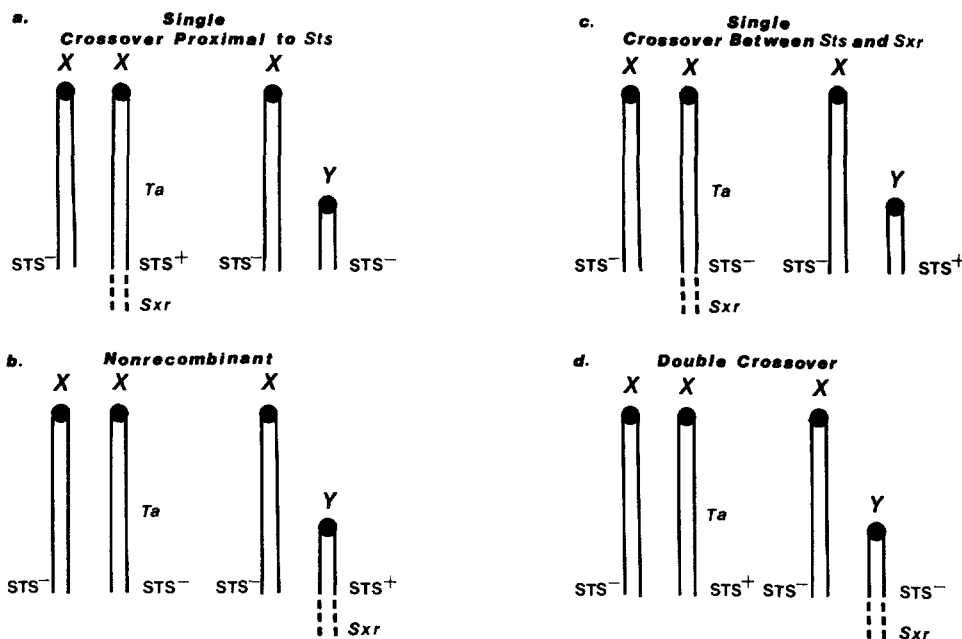 a.
Single
Crossover Proximal to Sts
X X X
Y
Ta
STS− STS+ STS− STS−
Sxr
b.
Nonrecombinant
X X X
Y
Ta
STS− STS− STS− STS+
Sxr
c.
Single
Crossover Between Sts and Sxr
X X X
Y
Ta
STS− STS− STS− STS+
Sxr
d.
Double Crossover
X X X
Y
Ta
STS− STS+ STS− STS−
Sxr